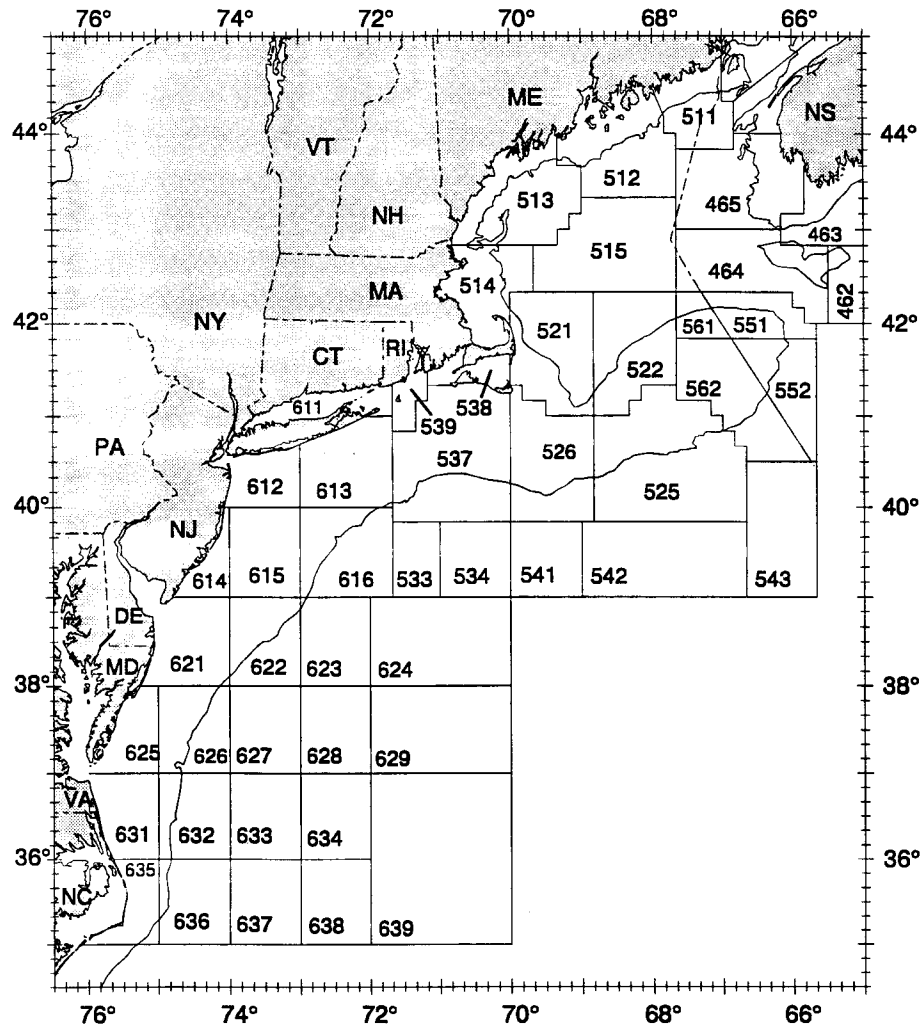 76° 74° 72° 70° 68° 66°
ME
NS
511
44° 44°
VT
512
513
465
NH
463
515
464
MA
514
462
NY
42° 42°
521
561 551
CT RI
522
562 552
611
538
539
PA
537 526
612 613
525
40° 40°
NJ
614 615 616 533 534 541 542 543
DE
MD
621 622 623 624
38° 38°
625 626 627 628 629
VA
631 632 633 634
36° 36°
635
NC
636 637 638 639
76° 74° 72° 70° 68° 66°